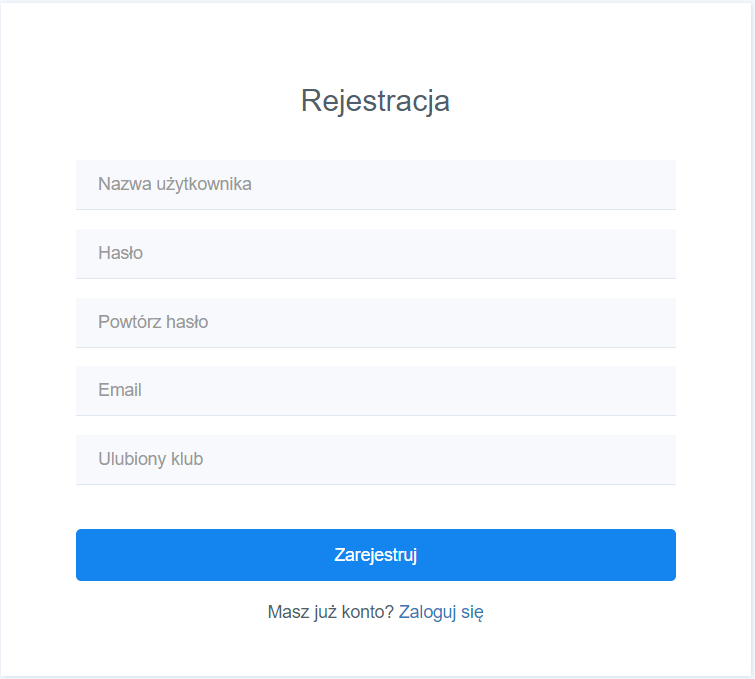 Rejestracja
Nazwa użytkownika
Hasło
Powtórz hasło
Email
Ulubiony klub
Zarejestruj
Masz już konto? Zaloguj się